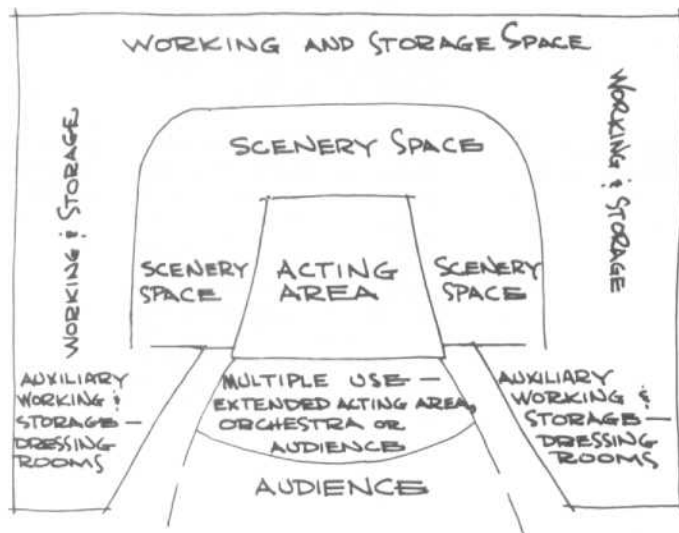 WORKING AND STORAGE SPACE
WORKING & STORAGE
WORKING & STORAGE
SCENERY SPACE
SCENERY
SPACE
ACTING
AREA
SCENERY
SPACE
AUXILIARY
WORKING &
STORAGE—
DRESSING
ROOMS
MULTIPLE USE —
EXTENDED ACTING AREA,
ORCHESTRA OR
AUDIENCE
AUXILIARY
WORKING &
STORAGE—
DRESSING
ROOMS
AUDIENCE